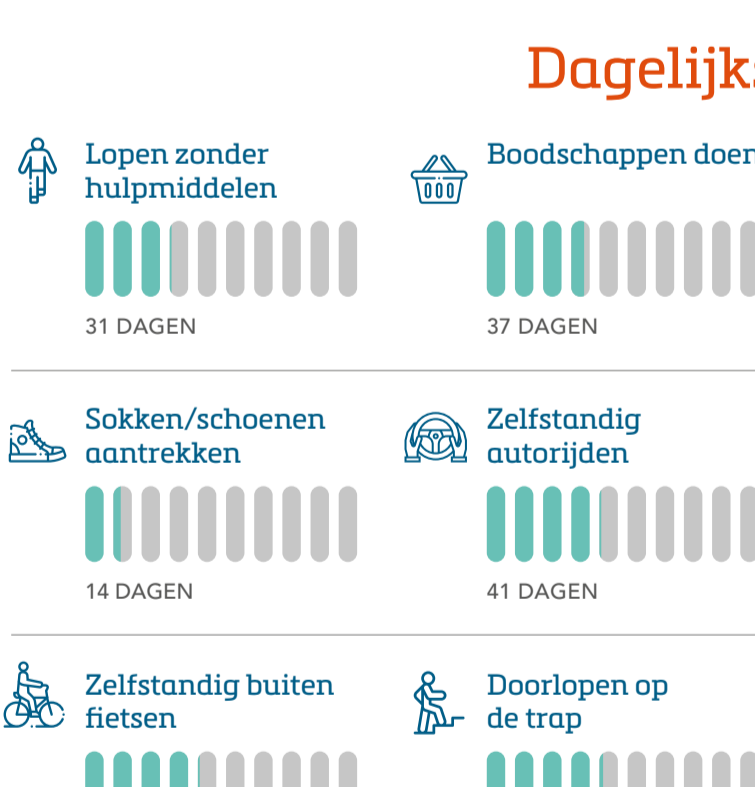 Dagelijks
Lopen zonder
hulpmiddelen
31 DAGEN
Boodschappen doen
37 DAGEN
Sokken/schoenen
aantrekken
14 DAGEN
Zelfstandig
autorijden
41 DAGEN
Zelfstandig buiten
fietsen
Doorlopen op
de trap